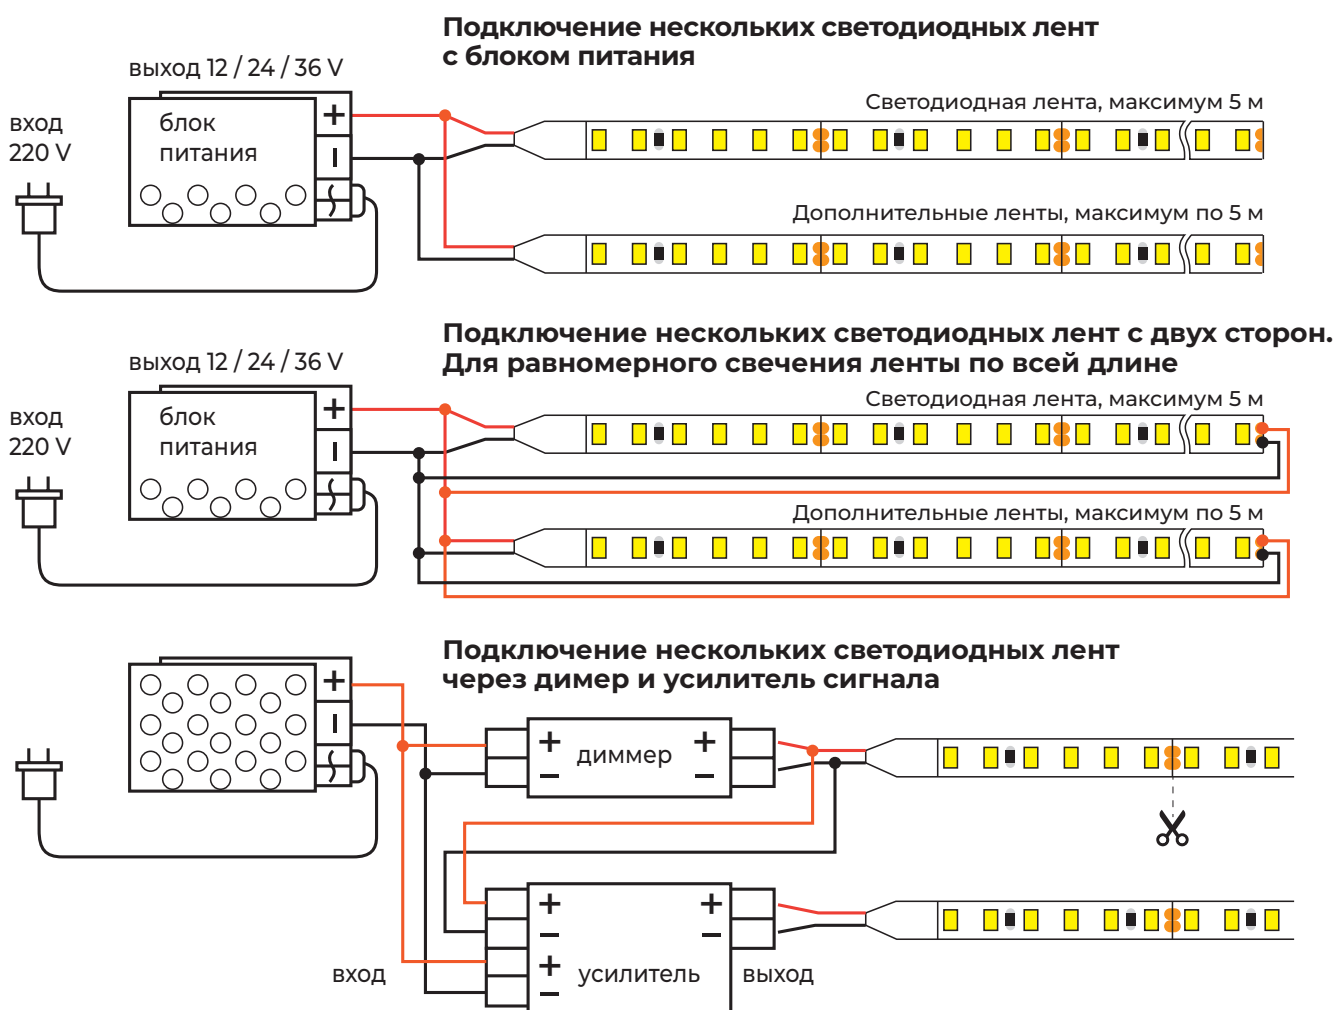 Подключение нескольких светодиодных лент
с блоком питания
выход 12 / 24 / 36 V
вход
220 V
блок
питания
+
−
Светодиодная лента, максимум 5 м
Дополнительные ленты, максимум по 5 м
Подключение нескольких светодиодных лент с двух сторон.
Для равномерного свечения ленты по всей длине
выход 12 / 24 / 36 V
вход
220 V
блок
питания
+
−
Светодиодная лента, максимум 5 м
Дополнительные ленты, максимум по 5 м
Подключение нескольких светодиодных лент
через димер и усилитель сигнала
+
−
+ диммер +
− −
+ +
− −
+
−
вход
усилитель
выход